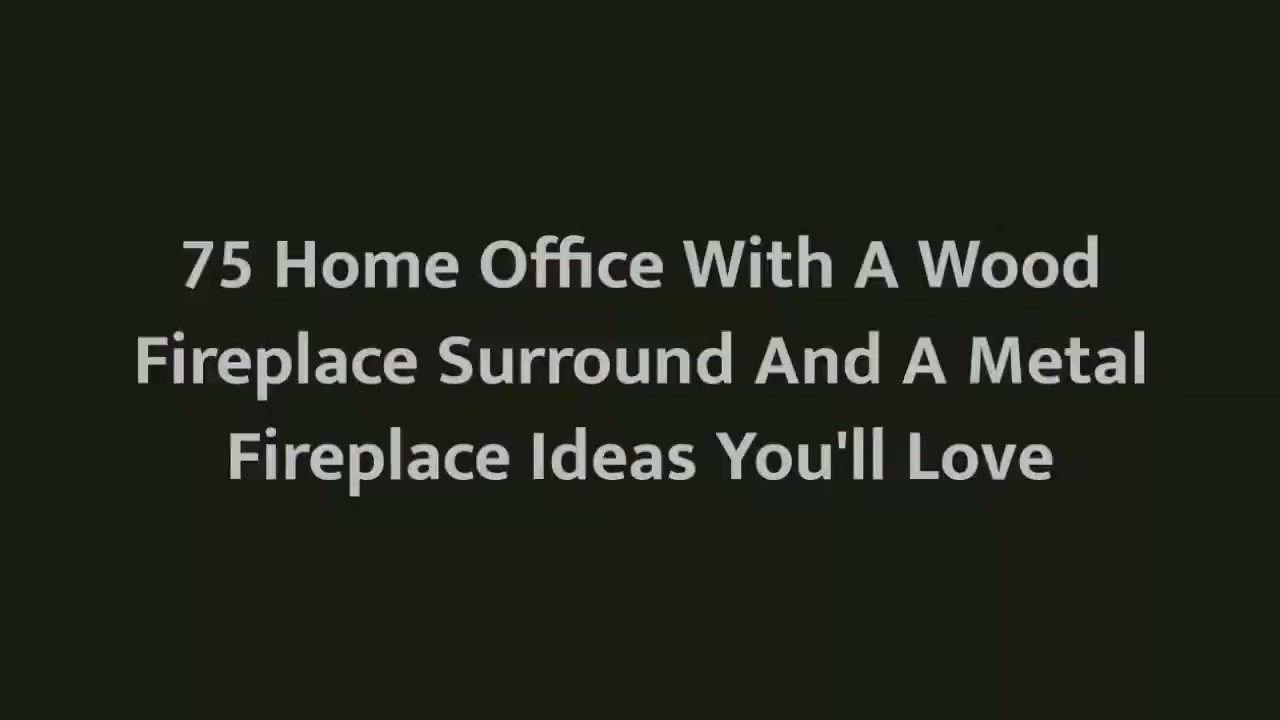 75 Home Office With A Wood
Fireplace Surround And A Metal
Fireplace Ideas You'll Love